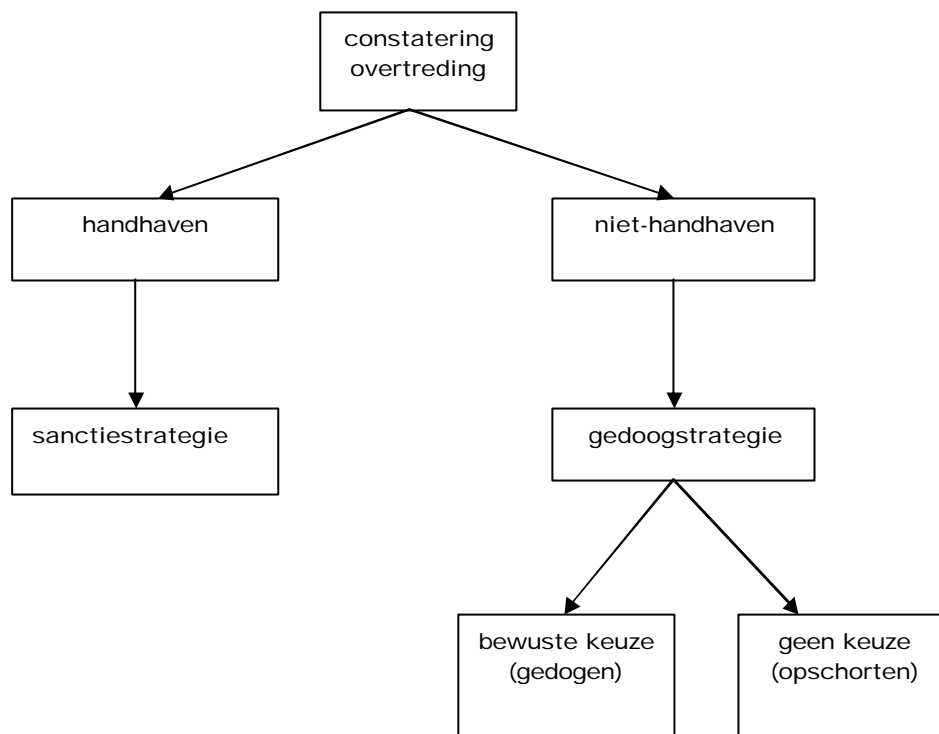 constatering
overtreding
handhaven
niet-handhaven
sanctiestrategie
gedoogstrategie
bewuste keuze
(gedogen)
geen keuze
(opschorten)